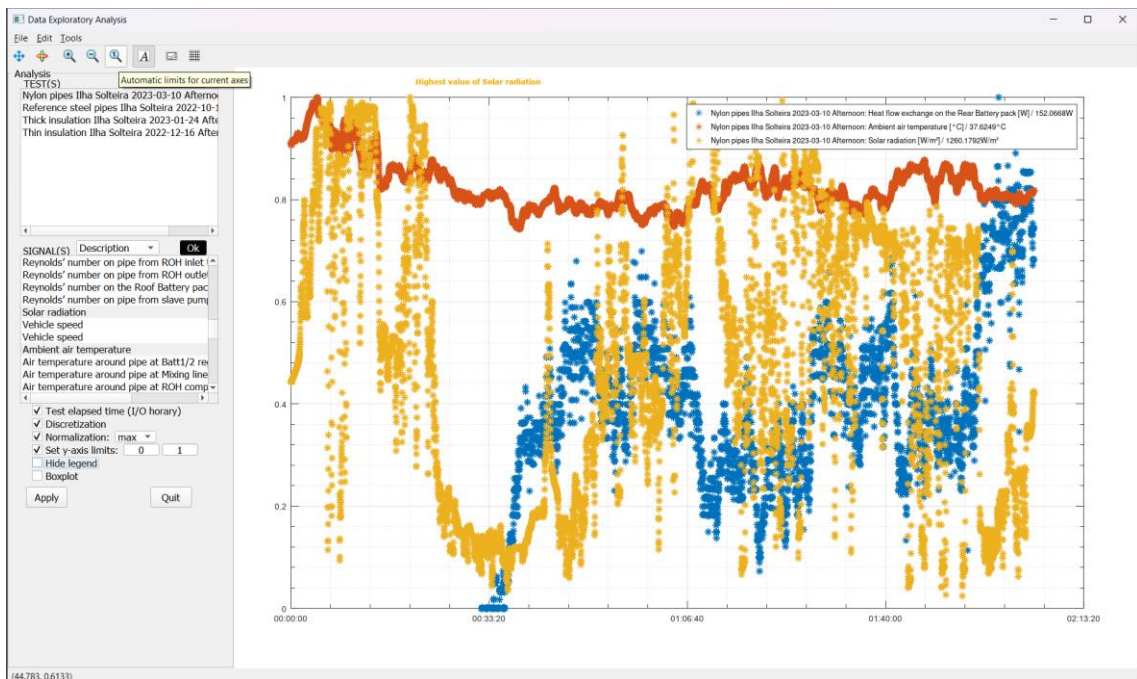 Data Exploratory Analysis
File Edit Tools
Analysis
TEST(S)
Automatic limits for current axes
Nylon pipes Ilha Solteira 2023-03-10 Afternoo
Reference steel pipes Ilha Solteira 2022-10-1
Thick insulation Ilha Solteira 2023-01-24 Afte
Thin insulation Ilha Solteira 2022-12-16 Afte
SIGNAL(S) Description Ok
Reynolds' number on pipe from ROH inlet
Reynolds' number on pipe from ROH outlet
Reynolds' number on the Roof Battery pac
Reynolds' number on pipe from slave pump
Solar radiation
Vehicle speed
Vehicle speed
Ambient air temperature
Air temperature around pipe at Batt1/2 re
Air temperature around pipe at Mixing line
Air temperature around pipe at ROH comp
Test elapsed time (I/O horary)
Discretization
Normalization: max
Set y-axis limits: 0 1
Hide legend
Boxplot
Apply Quit
(44.783, 0.6133)
Highest value of Solar radiation
Nylon pipes Ilha Solteira 2023-03-10 Afternoon: Heat flow exchange on the Rear Battery pack [W] / 152.0668W
Nylon pipes Ilha Solteira 2023-03-10 Afternoon: Ambient air temperature [°C] / 37.6249°C
Nylon pipes Ilha Solteira 2023-03-10 Afternoon: Solar radiation [W/m²] / 1260.1792W/m²
1
0.8
0.6
0.4
0.2
0
00:00:00 00:33:20 01:06:40 01:40:00 02:13:20